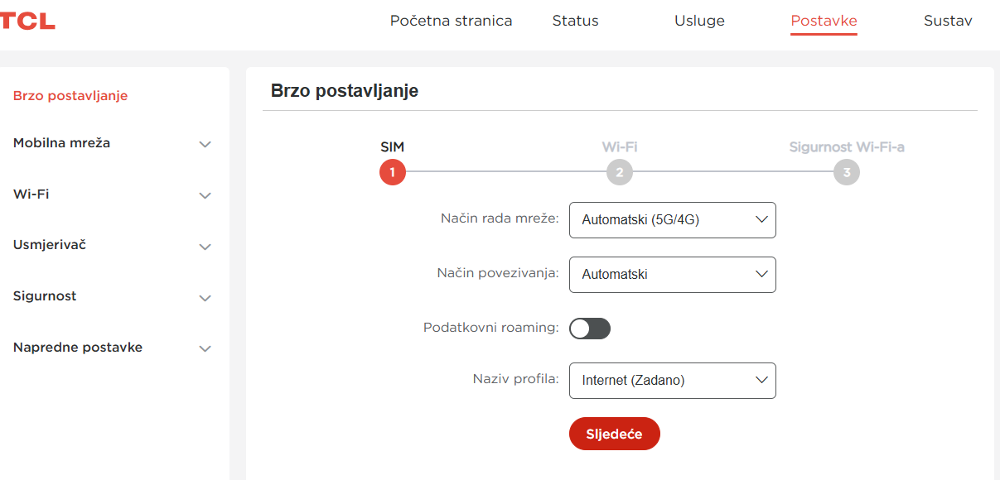 TCL
Početna stranica Status Usluge Postavke Sustav
Brzo postavljanje
Mobilna mreža
Wi-Fi
Usmjerivač
Sigurnost
Napredne postavke
Brzo postavljanje
SIM Wi-Fi Sigurnost Wi-Fi-a
1 2 3
Način rada mreže: Automatski (5G/4G)
Način povezivanja: Automatski
Podatkovni roaming:
Naziv profila: Internet (Zadano)
Sljedeće